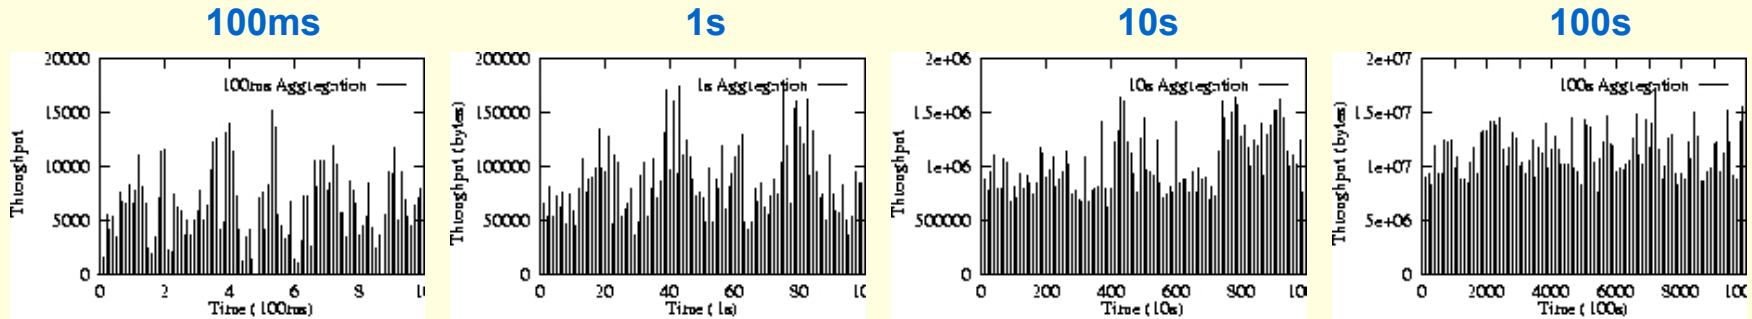 100ms
20000
15000
10000
5000
0
Throughput
100ms Aggregation
0 2 4 6 8
Time (100ms)
1s
200000
150000
100000
50000
0
Throughput (bytes)
1s Aggregation
0 20 40 60 80
Time (1s)
10s
2e+06
1.5e+06
1e+06
500000
0
Throughput
10s Aggregation
0 200 400 600 800
Time (10s)
100s
2e+07
1.5e+07
1e+07
5e+06
0
Throughput (bytes)
100s Aggregation
0 2000 4000 6000 8000
Time (100s)